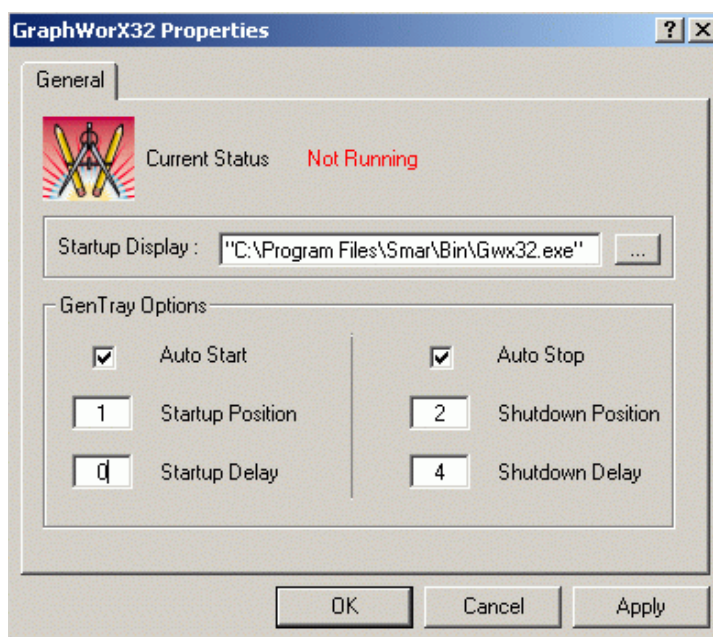 GraphWorX32 Properties
General
Current Status Not Running
Startup Display : "C:\Program Files\Smar\Bin\Gwx32.exe" ...
GenTray Options
Auto Start Auto Stop
1 Startup Position 2 Shutdown Position
0 Startup Delay 4 Shutdown Delay
OK Cancel Apply